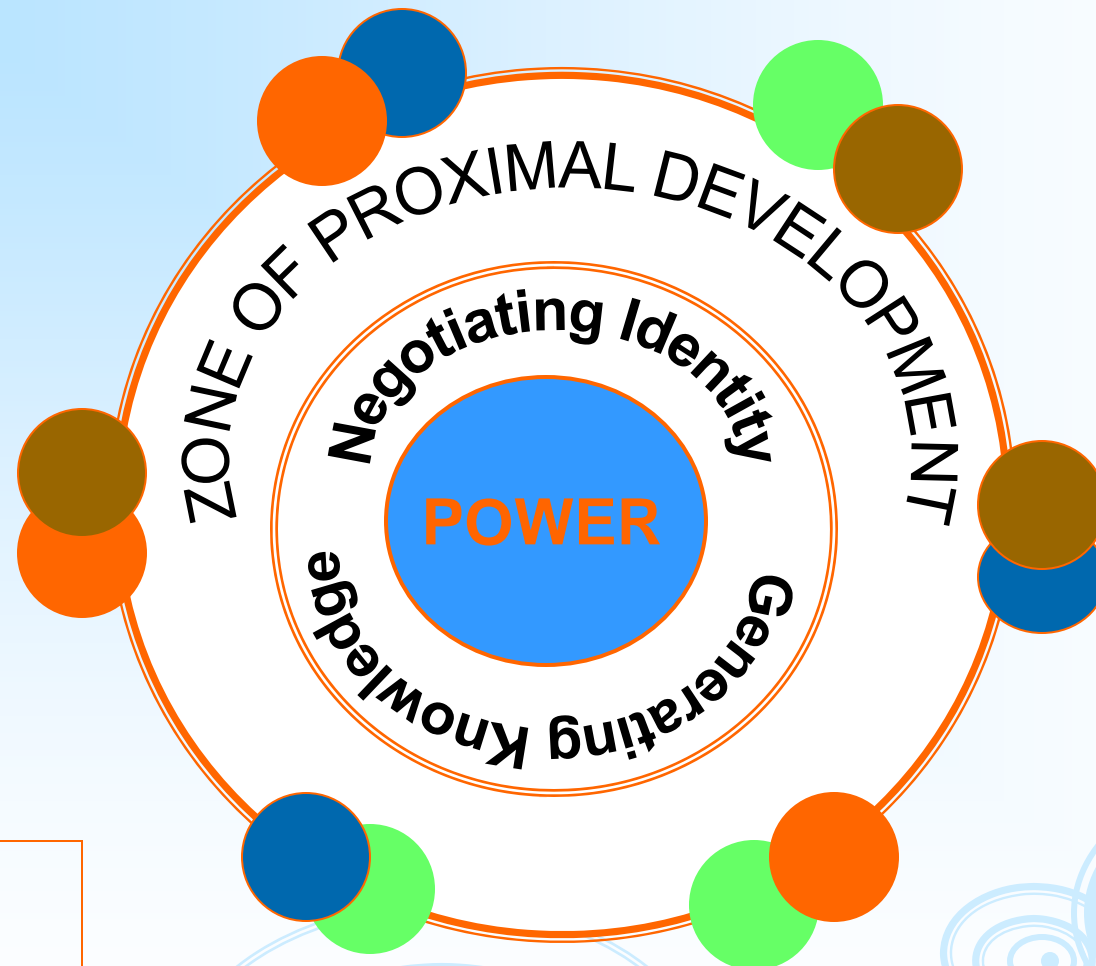 ZONE OF PROXIMAL DEVELOPMENT
Negotiating Identity
POWER
Generating Knowledge